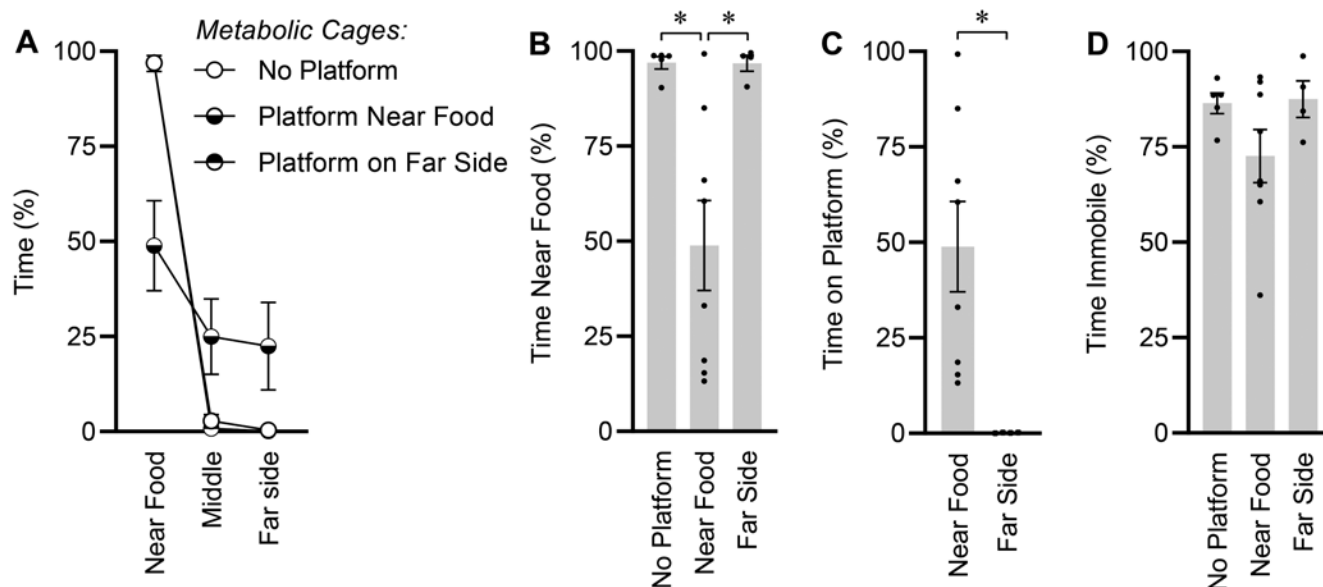 A
Metabolic Cages:
No Platform
Platform Near Food
Platform on Far Side
Time (%)
100
75
50
25
0
Near Food
Middle
Far side
B
* *
Time Near Food (%)
100
75
50
25
0
No Platform
Near Food
Far Side
C
*
Time on Platform (%)
100
75
50
25
0
Near Food
Far Side
D
Time Immobile (%)
100
75
50
25
0
No Platform
Near Food
Far Side